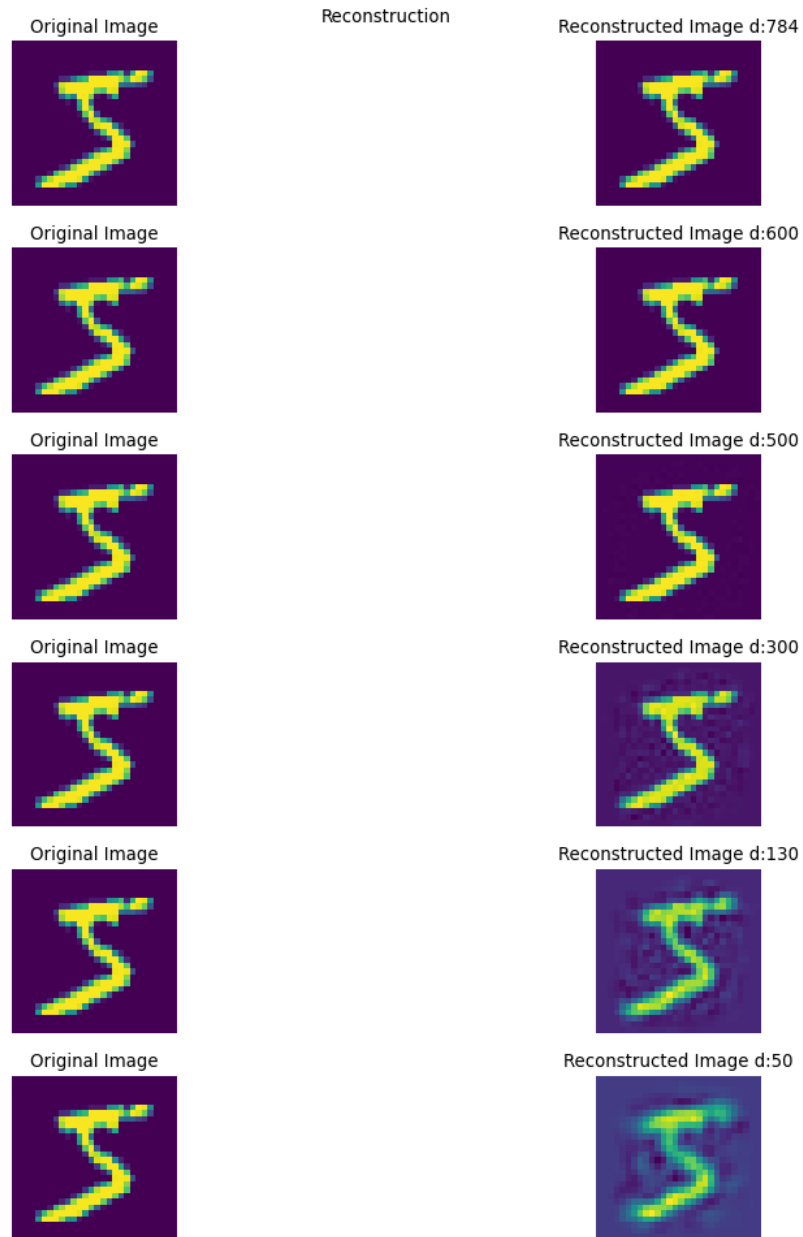 Reconstruction
Original Image
Reconstructed Image d:784
Original Image
Reconstructed Image d:600
Original Image
Reconstructed Image d:500
Original Image
Reconstructed Image d:300
Original Image
Reconstructed Image d:130
Original Image
Reconstructed Image d:50